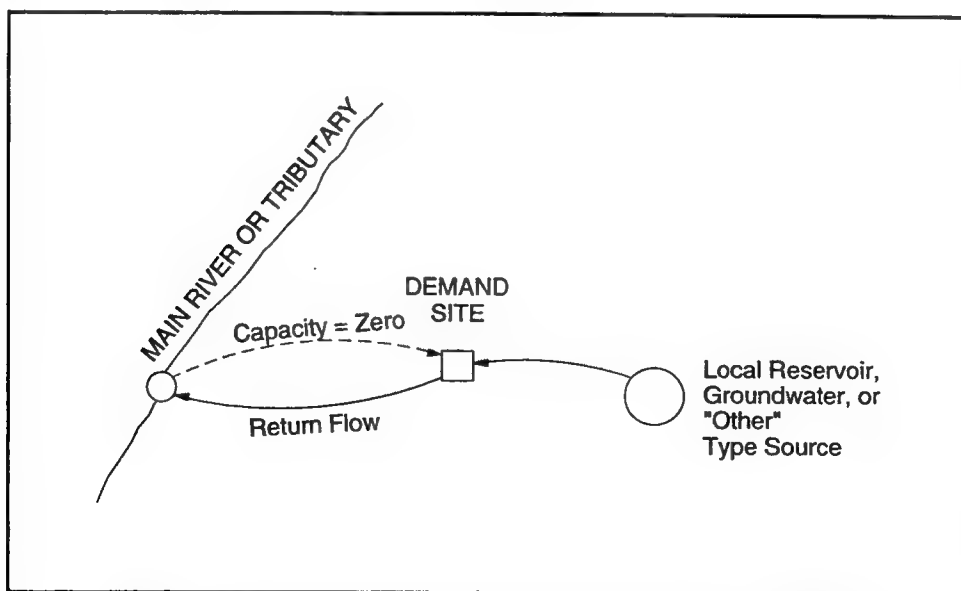 MAIN RIVER OR TRIBUTARY
DEMAND
SITE
Capacity = Zero
Return Flow
Local Reservoir,
Groundwater, or
"Other"
Type Source